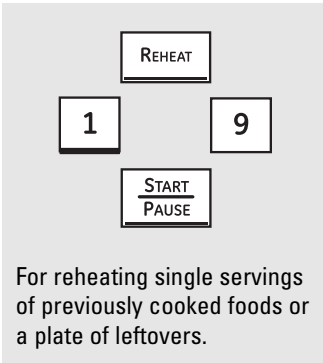 REHEAT
1 9
START
PAUSE
For reheating single servings
of previously cooked foods or
a plate of leftovers.